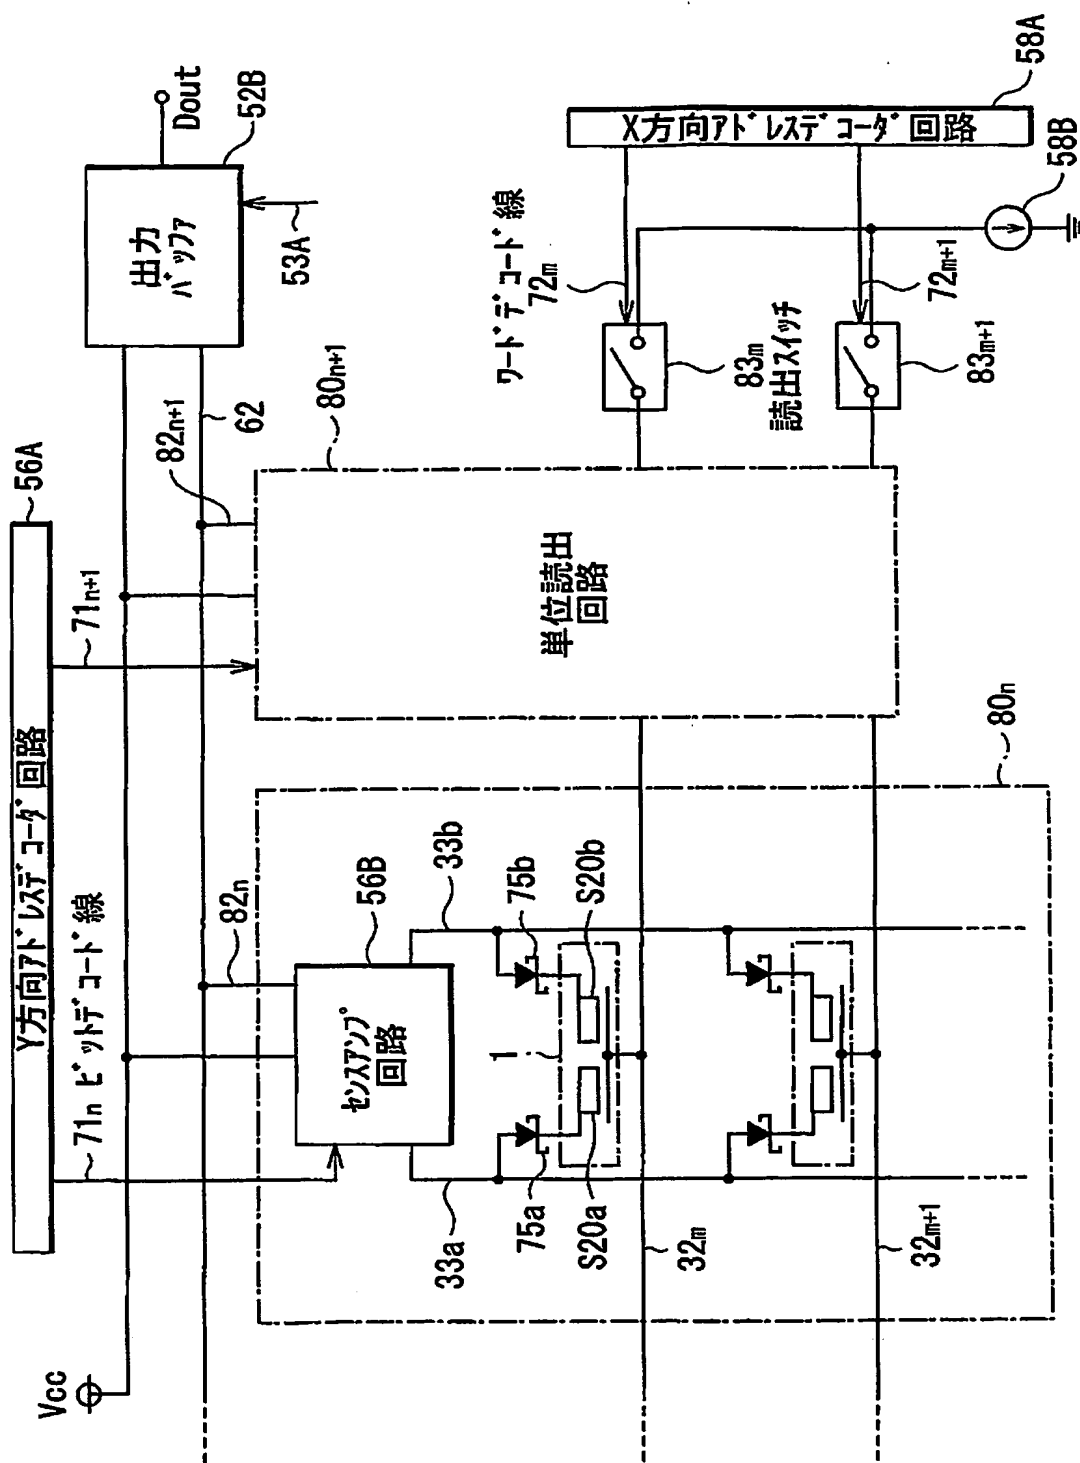 Vcc
Y方向アドレスデコーダ回路
56A
71n ビットデコード線
71n+1
82n
82n+1
62
出力
バッファ
Dout
52B
53A
センスアンプ
回路
56B
33a
33b
75a
75b
1
S20a
S20b
80n
単位読出
回路
80n+1
32m
32m+1
ワードデコード線
72m
72m+1
83m
読出スイッチ
83m+1
X方向アドレスデコーダ回路
58A
58B